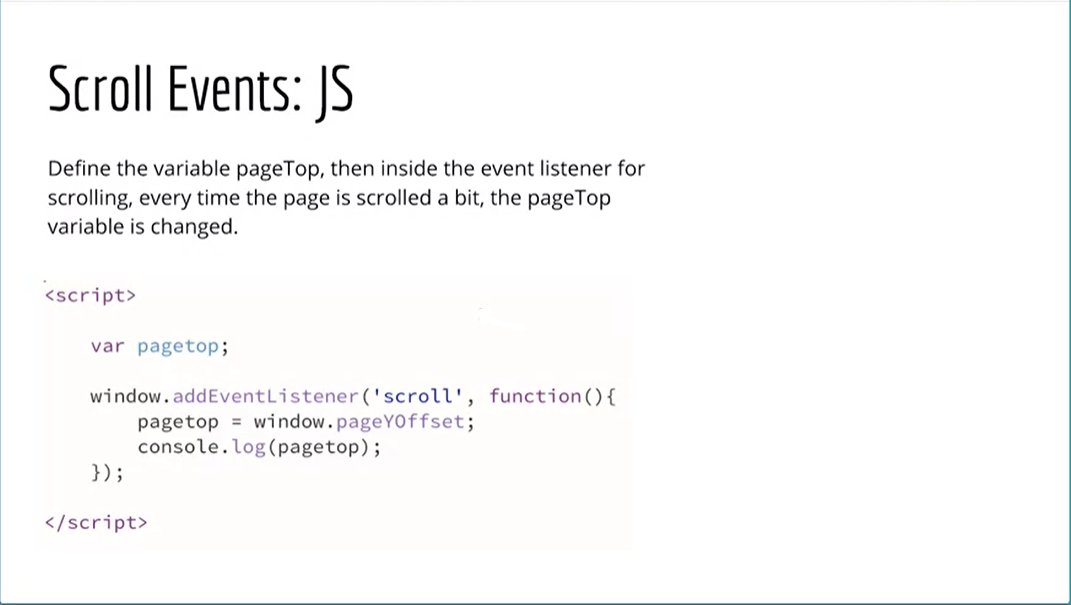 Scroll Events: JS
Define the variable pageTop, then inside the event listener for
scrolling, every time the page is scrolled a bit, the pageTop
variable is changed.
<script>
var pagetop;
window.addEventListener('scroll', function(){
pagetop = window.pageYOffset;
console.log(pagetop);
});
</script>